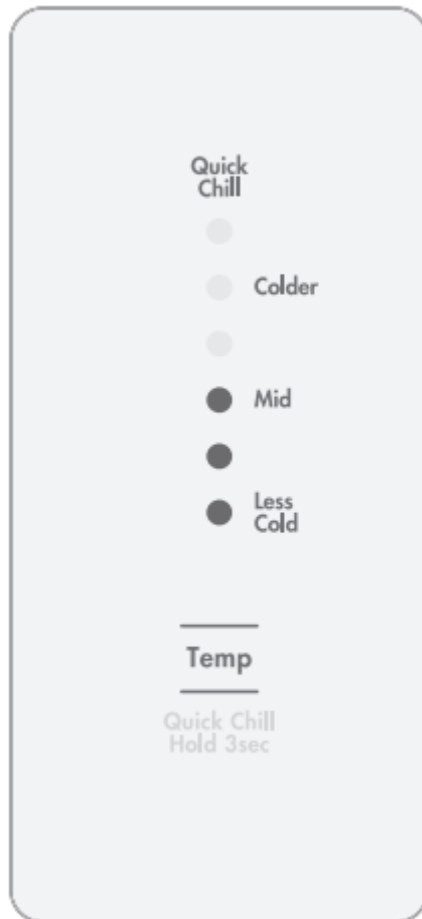 Quick
Chill
Colder
Mid
Less
Cold
Temp
Quick Chill
Hold 3sec